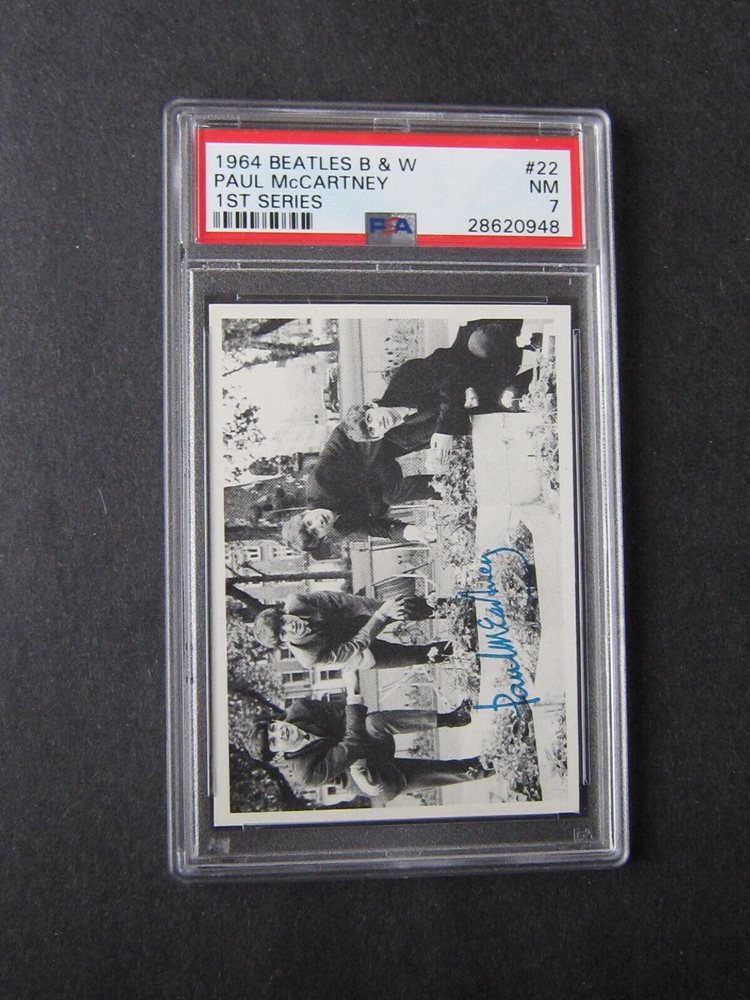 1964 BEATLES B & W #22
PAUL McCARTNEY NM
1ST SERIES 7
PSA 28620948
Paul McCartney